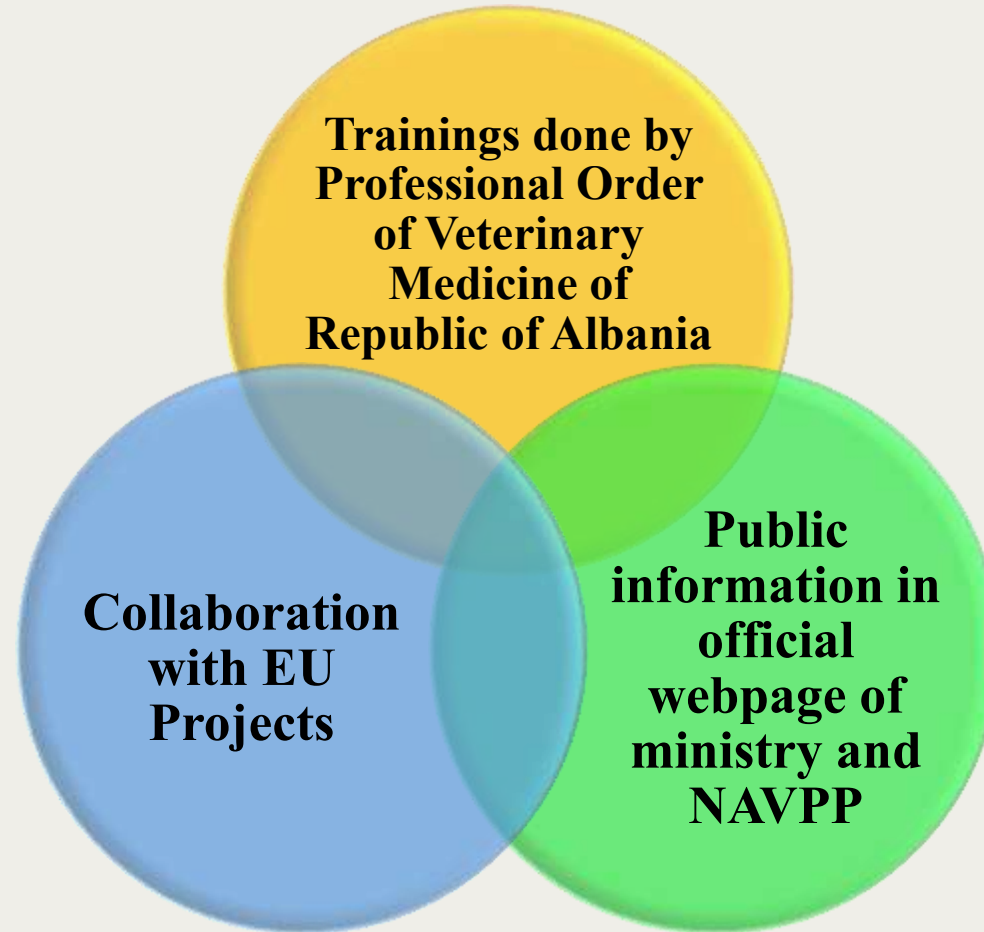 Trainings done by
Professional Order
of Veterinary
Medicine of
Republic of Albania
Collaboration
with EU
Projects
Public
information in
official
webpage of
ministry and
NAVPP